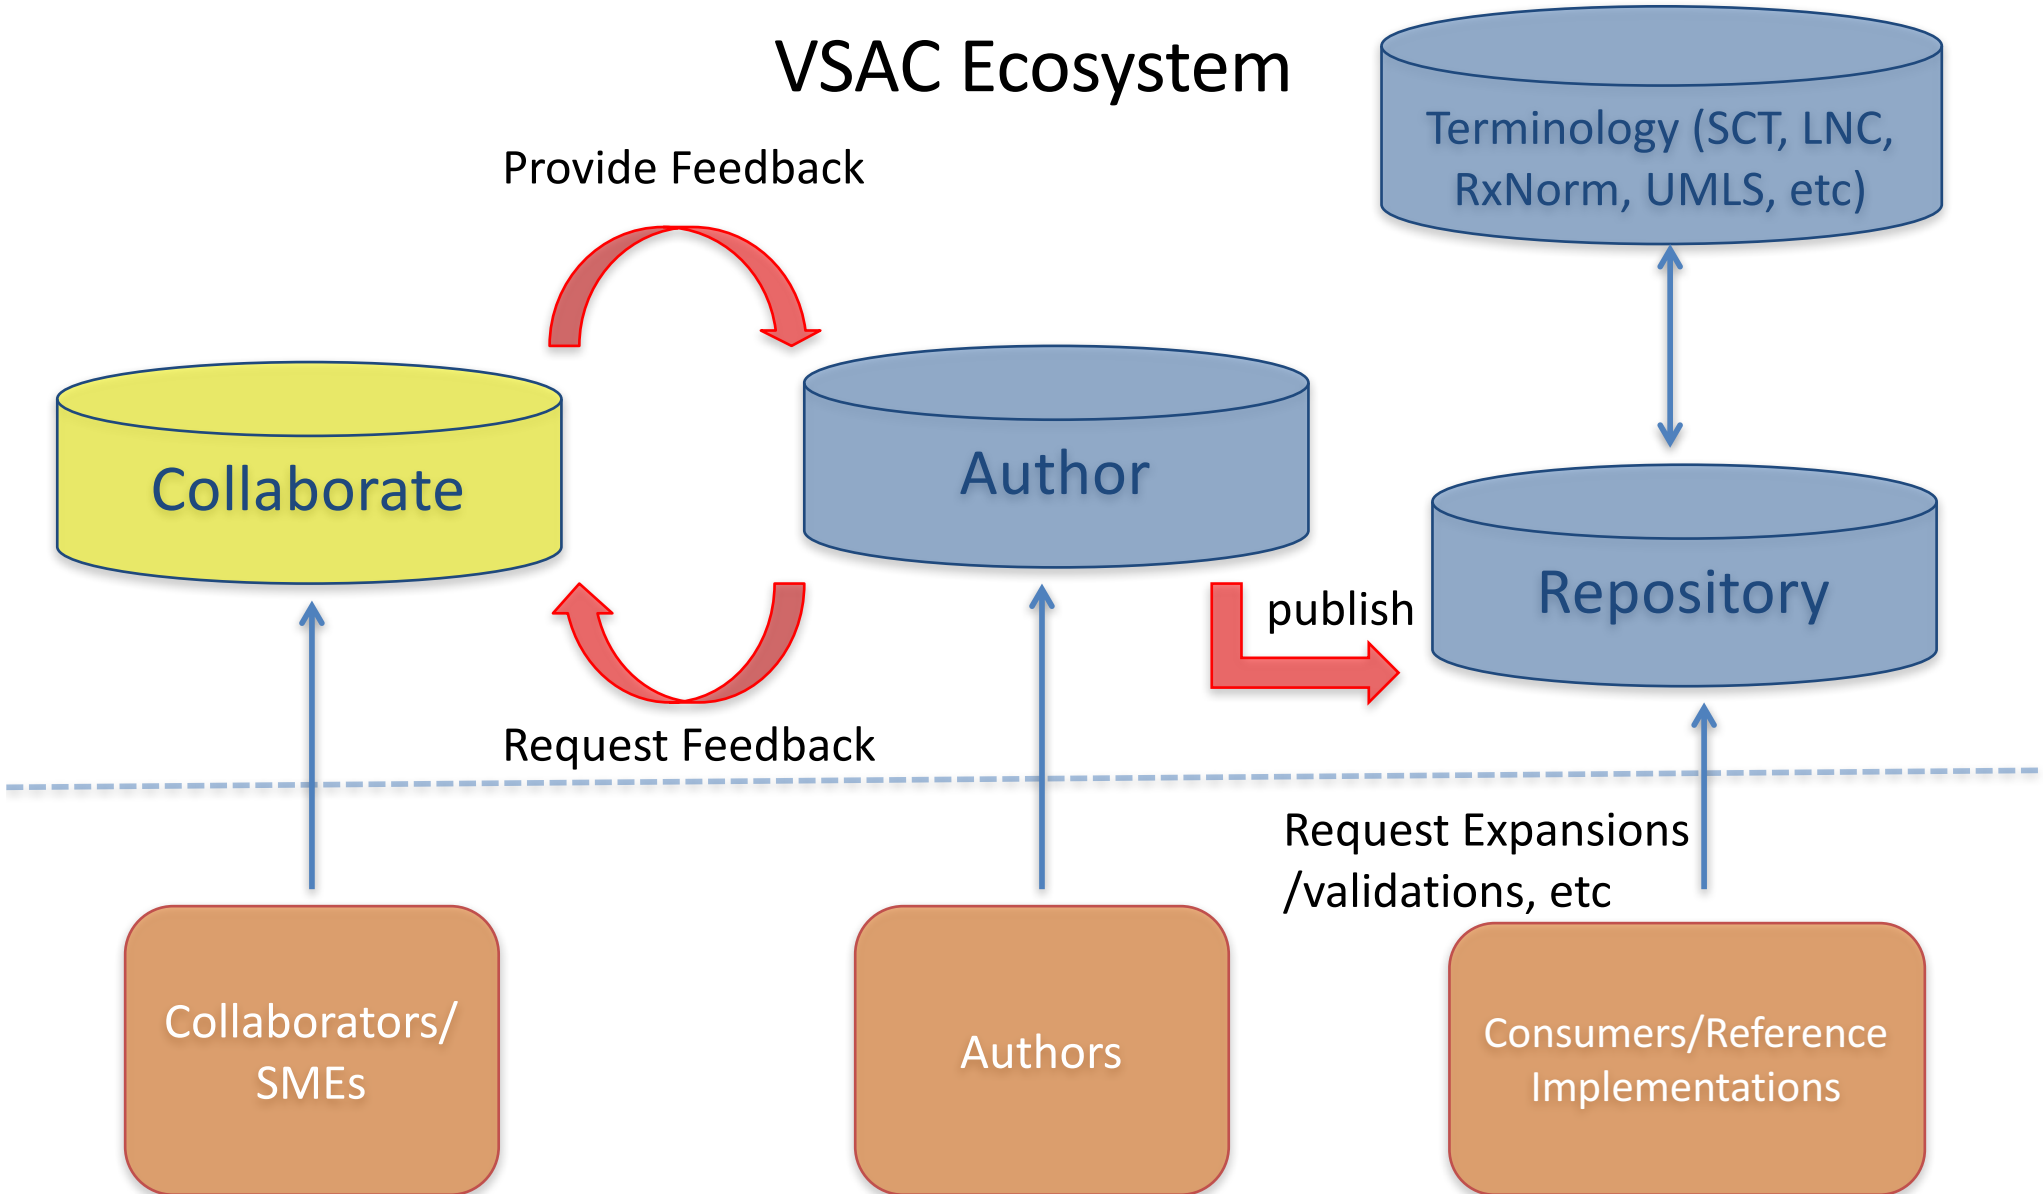 VSAC Ecosystem
Terminology (SCT, LNC,
RxNorm, UMLS, etc)
Provide Feedback
Collaborate
Author
Repository
publish
Request Feedback
Request Expansions
/validations, etc
Collaborators/
SMEs
Authors
Consumers/Reference
Implementations